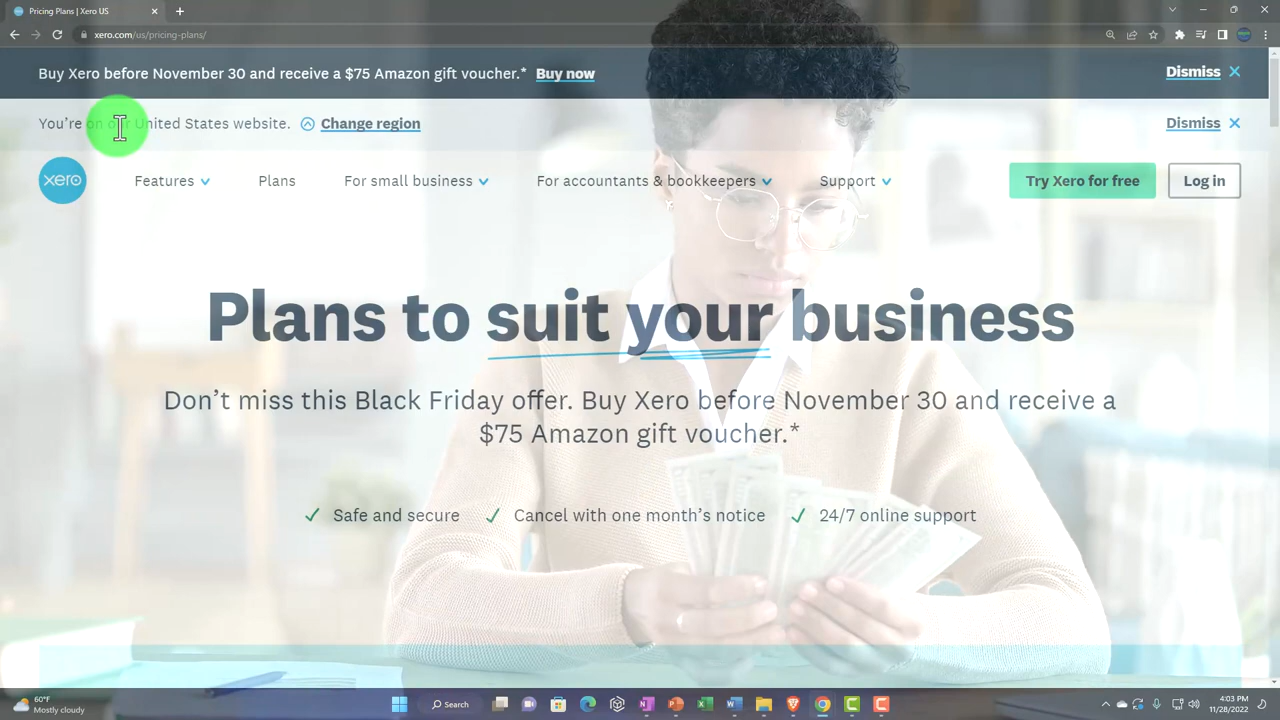 Pricing Plans | Xero US
xero.com/us/pricing-plans/
Buy Xero before November 30 and receive a $75 Amazon gift voucher.* Buy now
Dismiss
You're on our United States website. Change region
Dismiss
xero
Features
Plans
For small business
For accountants & bookkeepers
Support
Try Xero for free
Log in
Plans to suit your business
Don't miss this Black Friday offer. Buy Xero before November 30 and receive a
$75 Amazon gift voucher.*
Safe and secure
Cancel with one month's notice
24/7 online support
60°F
Mostly cloudy
Search
4:03 PM
11/28/2022